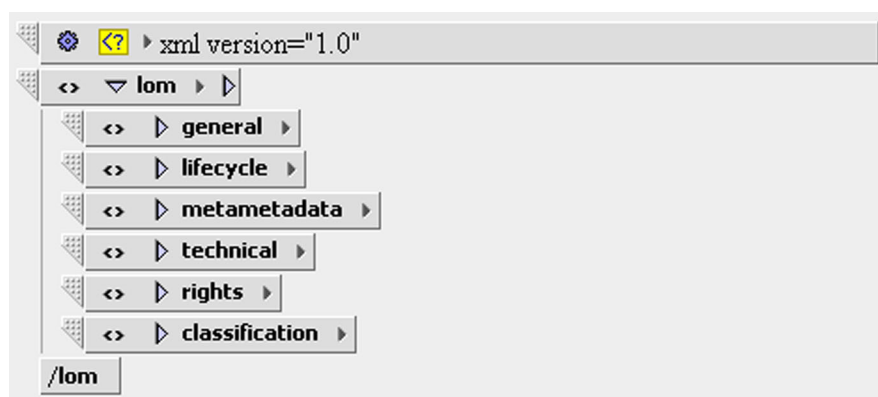 <? xml version="1.0"
<> lom
<> general
<> lifecycle
<> metametadata
<> technical
<> rights
<> classification
/lom